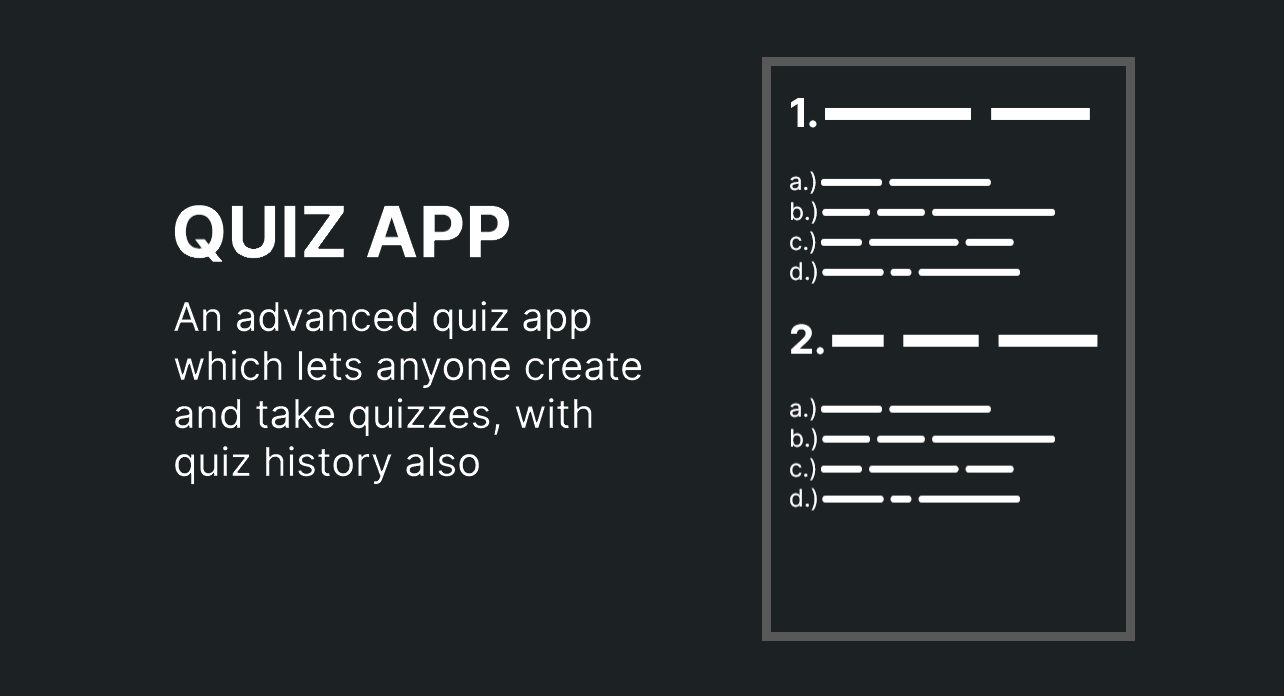 QUIZ APP
An advanced quiz app
which lets anyone create
and take quizzes, with
quiz history also
1.
a.)
b.)
c.)
d.)
2.
a.)
b.)
c.)
d.)